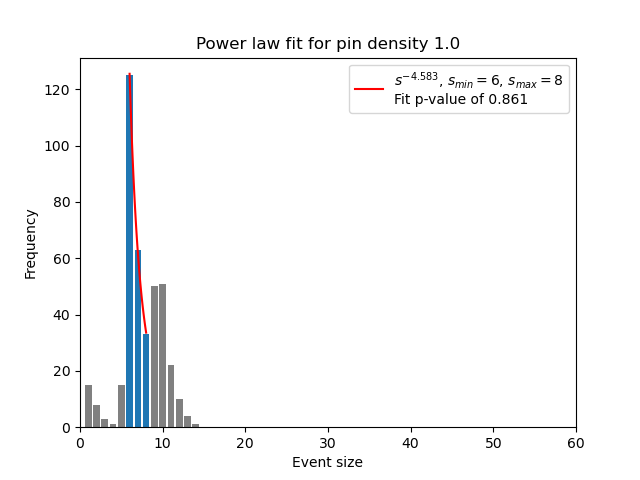 Power law fit for pin density 1.0
s^{-4.583}, s_{min} = 6, s_{max} = 8
Fit p-value of 0.861
Frequency
120
100
80
60
40
20
0
0 10 20 30 40 50 60
Event size